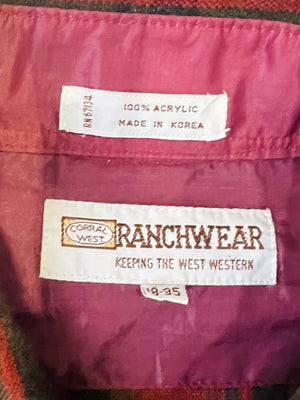 RN 67134
100% ACRYLIC
MADE IN KOREA
CORRAL
WEST
RANCHWEAR
KEEPING THE WEST WESTERN
18-35